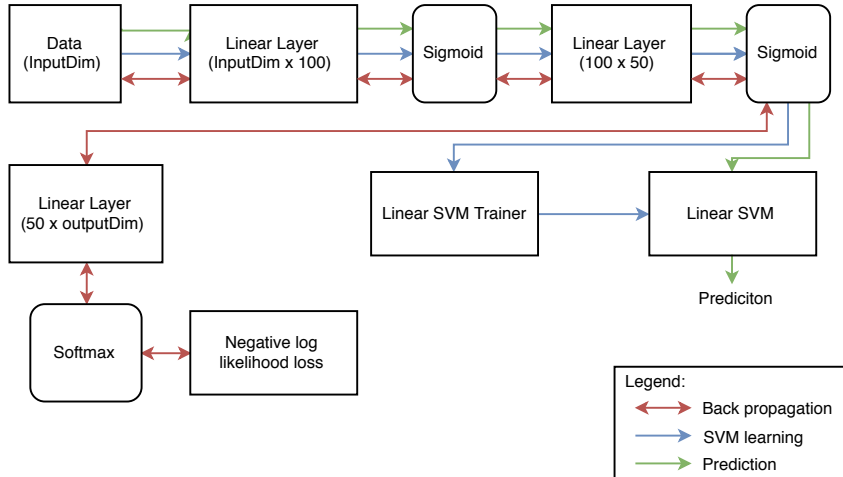 Data
(InputDim)
Linear Layer
(InputDim x 100)
Sigmoid
Linear Layer
(100 x 50)
Sigmoid
Linear Layer
(50 x outputDim)
Linear SVM Trainer
Linear SVM
Prediciton
Softmax
Negative log
likelihood loss
Legend:
Back propagation
SVM learning
Prediction